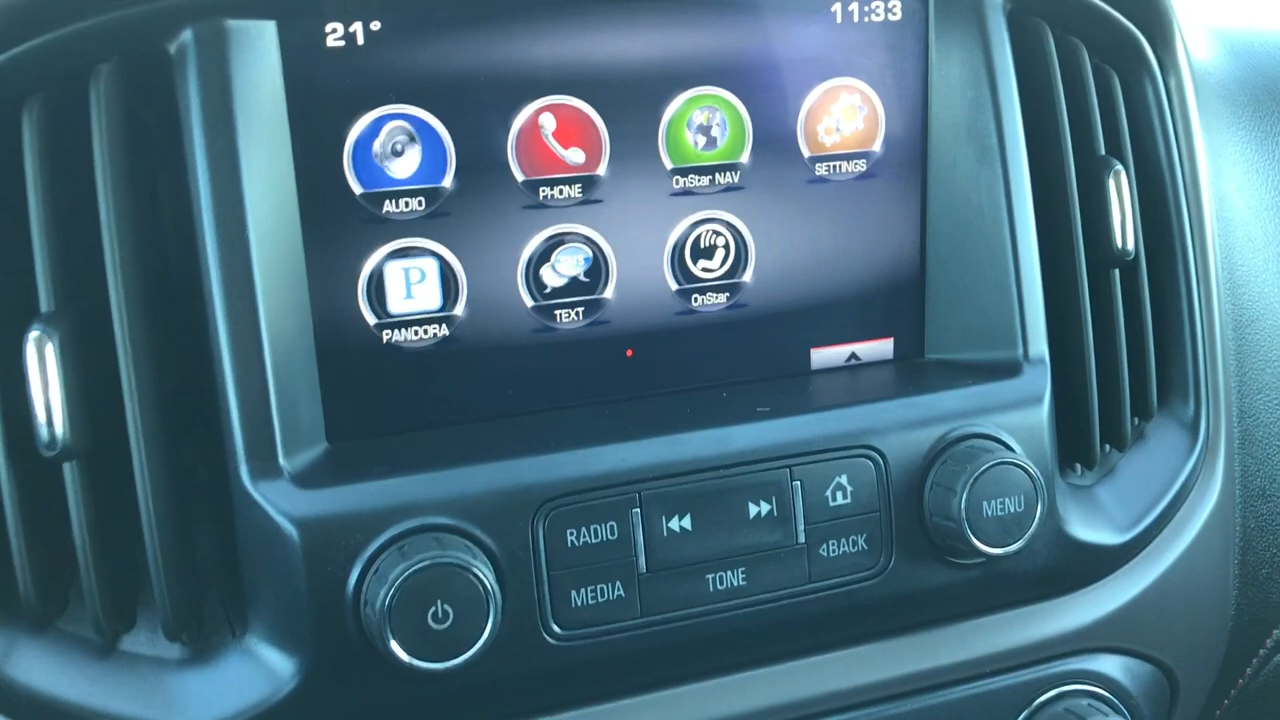 21° 11:33
AUDIO PHONE OnStar NAV SETTINGS
P
PANDORA TEXT OnStar
RADIO
MEDIA
TONE
BACK
MENU